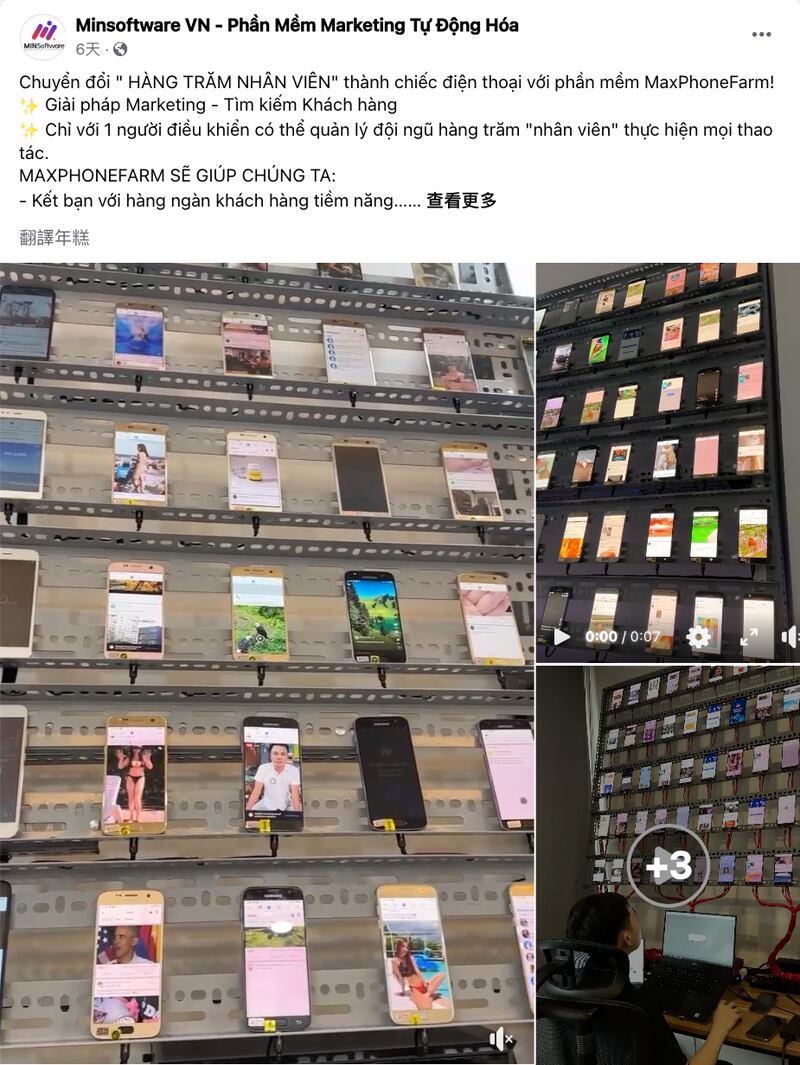 Minsoftware VN - Phần Mềm Marketing Tự Động Hóa
MINSoftware
6天
Chuyển đổi " HÀNG TRĂM NHÂN VIÊN" thành chiếc điện thoại với phần mềm MaxPhoneFarm!
✨ Giải pháp Marketing - Tìm kiếm Khách hàng
✨ Chỉ với 1 người điều khiển có thể quản lý đội ngũ hàng trăm "nhân viên" thực hiện mọi thao
tác.
MAXPHONEFARM SẼ GIÚP CHÚNG TA:
- Kết bạn với hàng ngàn khách hàng tiềm năng...... 查看更多
翻譯年糕
0:00 / 0:07
+3